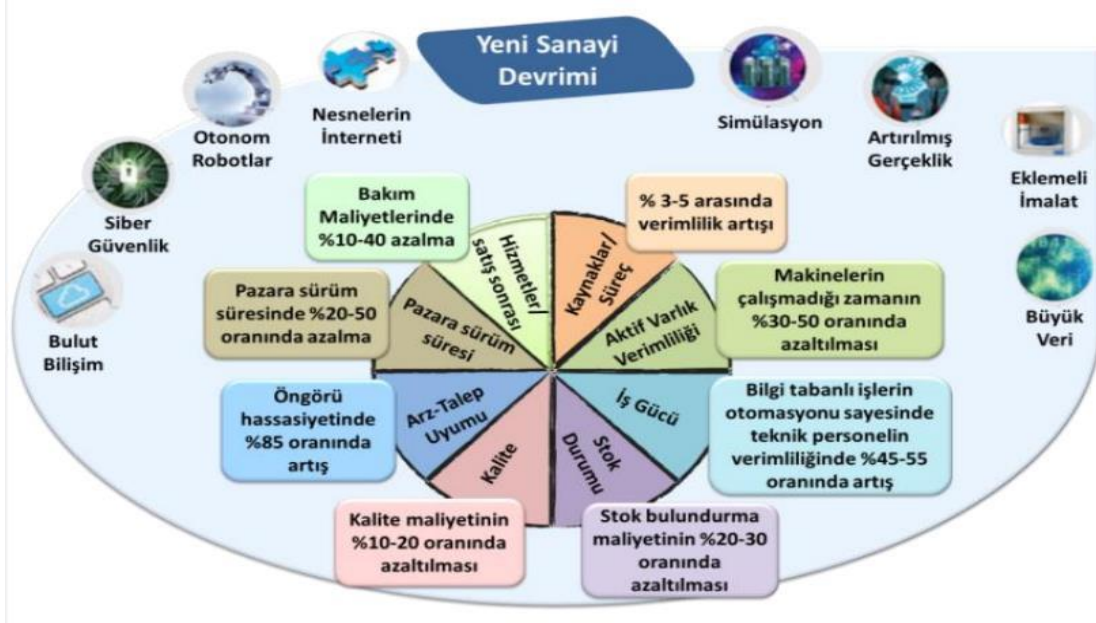 Yeni Sanayi
Devrimi
Nesnelerin
İnterneti
Otonom
Robotlar
Siber
Güvenlik
Bulut
Bilişim
Simülasyon
Artırılmış
Gerçeklik
Eklemeli
İmalat
Büyük
Veri
Bakım
Maliyetlerinde
%10-40 azalma
% 3-5 arasında
verimlilik artışı
Pazara sürüm
süresinde %20-50
oranında azalma
Makinelerin
çalışmadığı zamanın
%30-50 oranında
azaltılması
Öngörü
hassasiyetinde
%85 oranında
artış
Bilgi tabanlı işlerin
otomasyonu sayesinde
teknik personelin
verimliliğinde %45-55
oranında artış
Kalite maliyetinin
%10-20 oranında
azaltılması
Stok bulundurma
maliyetinin %20-30
oranında
azaltılması
Hizmetler/
satış sonrası
Kaynaklar/
Süreç
Pazara sürüm
süresi
Aktif Varlık
Verimliliği
Arz-Talep
Uyumu
İş Gücü
Kalite
Stok
Durumu